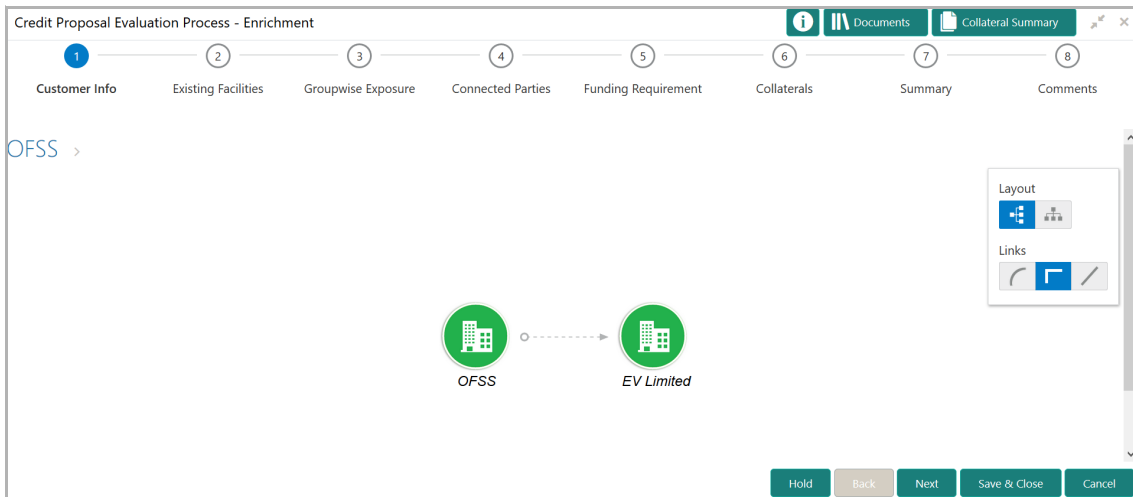 Credit Proposal Evaluation Process - Enrichment
Documents
Collateral Summary
1 2 3 4 5 6 7 8
Customer Info Existing Facilities Groupwise Exposure Connected Parties Funding Requirement Collaterals Summary Comments
OFSS
Layout
Links
OFSS EV Limited
Hold Back Next Save & Close Cancel